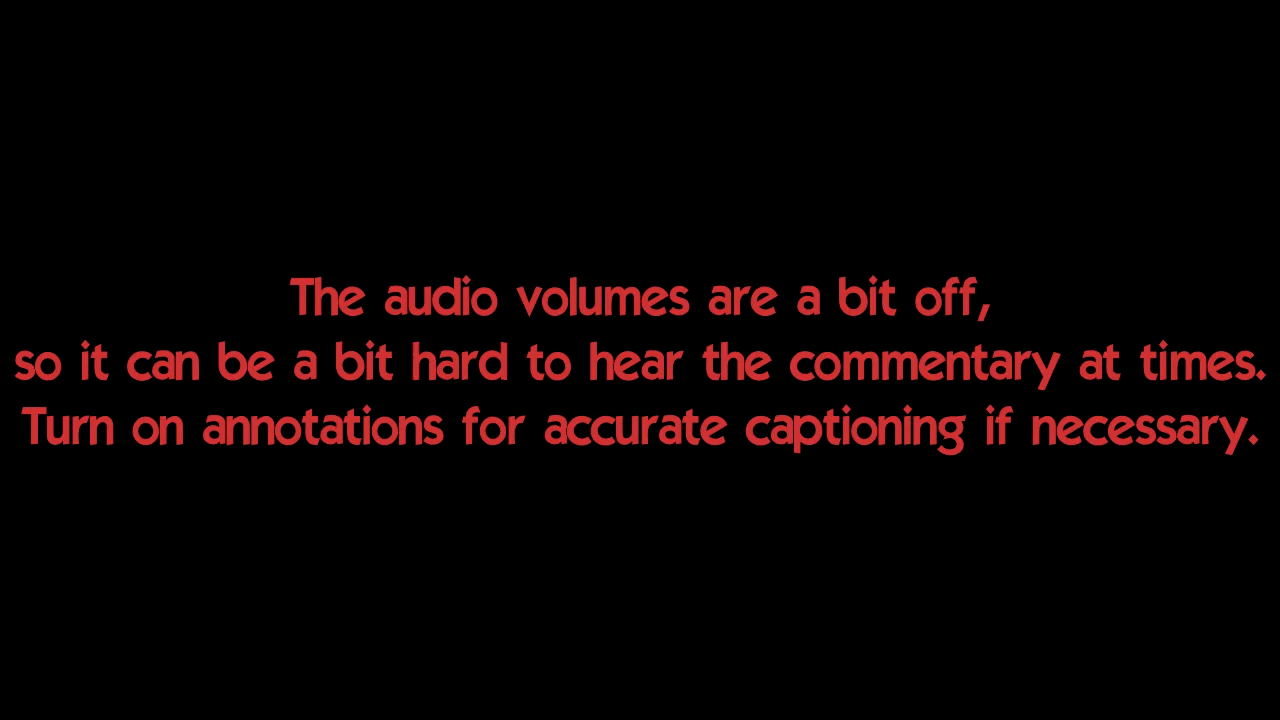 The audio volumes are a bit off,
so it can be a bit hard to hear the commentary at times.
Turn on annotations for accurate captioning if necessary.